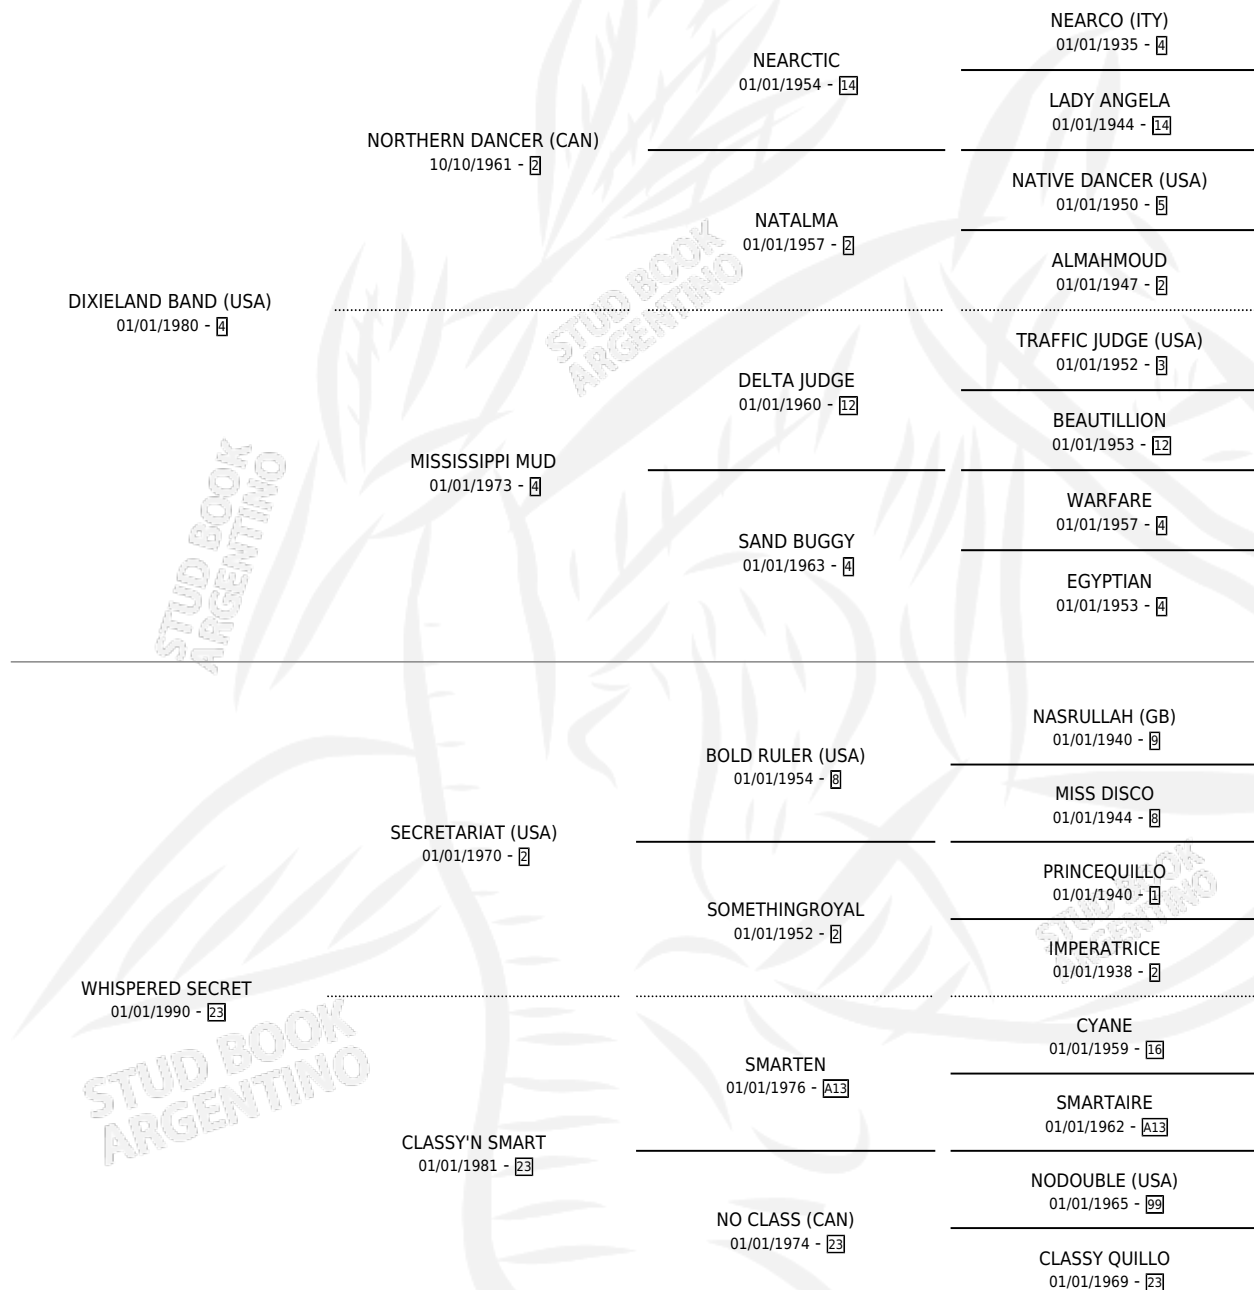 NEARCO (ITY)
01/01/1935 - 4
NEARCTIC
01/01/1954 - 14
LADY ANGELA
01/01/1944 - 14
NORTHERN DANCER (CAN)
10/10/1961 - 2
NATIVE DANCER (USA)
01/01/1950 - 5
NATALMA
01/01/1957 - 2
ALMAHMOUD
01/01/1947 - 2
DIXIELAND BAND (USA)
01/01/1980 - 4
TRAFFIC JUDGE (USA)
01/01/1952 - 3
DELTA JUDGE
01/01/1960 - 12
BEAUTILLION
01/01/1953 - 12
MISSISSIPPI MUD
01/01/1973 - 4
WARFARE
01/01/1957 - 4
SAND BUGGY
01/01/1963 - 4
EGYPTIAN
01/01/1953 - 4
NASRULLAH (GB)
01/01/1940 - 9
BOLD RULER (USA)
01/01/1954 - 8
MISS DISCO
01/01/1944 - 8
SECRETARIAT (USA)
01/01/1970 - 2
PRINCEQUILLO
01/01/1940 - 1
SOMETHINGROYAL
01/01/1952 - 2
IMPERATRICE
01/01/1938 - 2
WHISPERED SECRET
01/01/1990 - 23
CYANE
01/01/1959 - 16
SMARTEN
01/01/1976 - A13
SMARTAIRE
01/01/1962 - A13
CLASSY'N SMART
01/01/1981 - 23
NODOUBLE (USA)
01/01/1965 - 99
NO CLASS (CAN)
01/01/1974 - 23
CLASSY QUILLO
01/01/1969 - 23
STUD BOOK
ARGENTINO
STUD BOOK
ARGENTINO
STUD BOOK
ARGENTINO
STUD BOOK
ARGENTINO